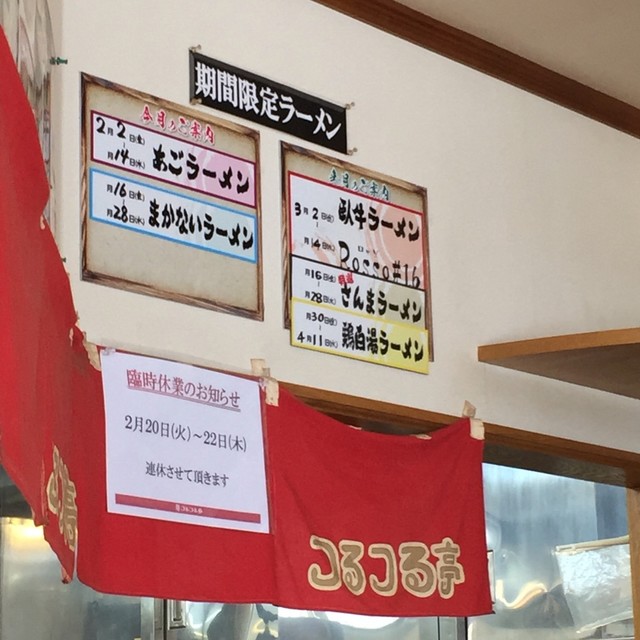 期間限定ラーメン
今月のご案内
2月2日(金)
～14日(水)
あごラーメン
月16日(金)
～28日(水)
まかないラーメン
来月のご案内
3月2日(金)
～
月14日(水)
臥牛ラーメン
Rosso#16
月16日(金)
～
月28日(水)
さんまラーメン
月30日(金)
～
4月11日(水)
鶏白湯ラーメン
臨時休業のお知らせ
2月20日(火)～22日(木)
連休させて頂きます
つるつる亭
つるつる亭